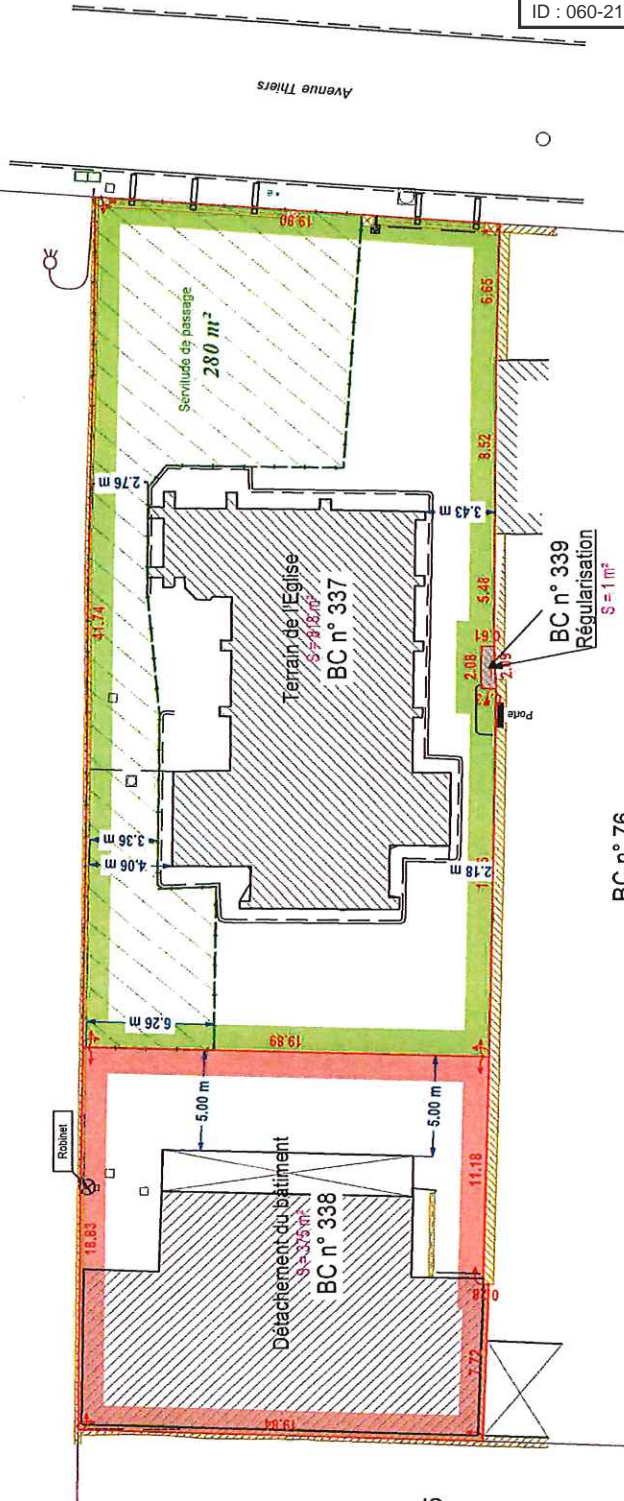 ID : 060-21
Avenue Thiers
19.90
Servitude de passage
280 m²
6.65
8.52
2.76 m
3.43 m
41.74
5.48
Terrain de l'Eglise
S = 918 m²
BC n° 337
0.61
2.08
2.09
BC n° 339
Régularisation
S = 1 m²
Porte
3.36 m
4.06 m
2.18 m
BC n° 76
6.26 m
19.89
5.00 m
5.00 m
Robinet
18.83
11.18
Détachement du bâtiment
S = 375 m²
BC n° 338
7.72
19.84